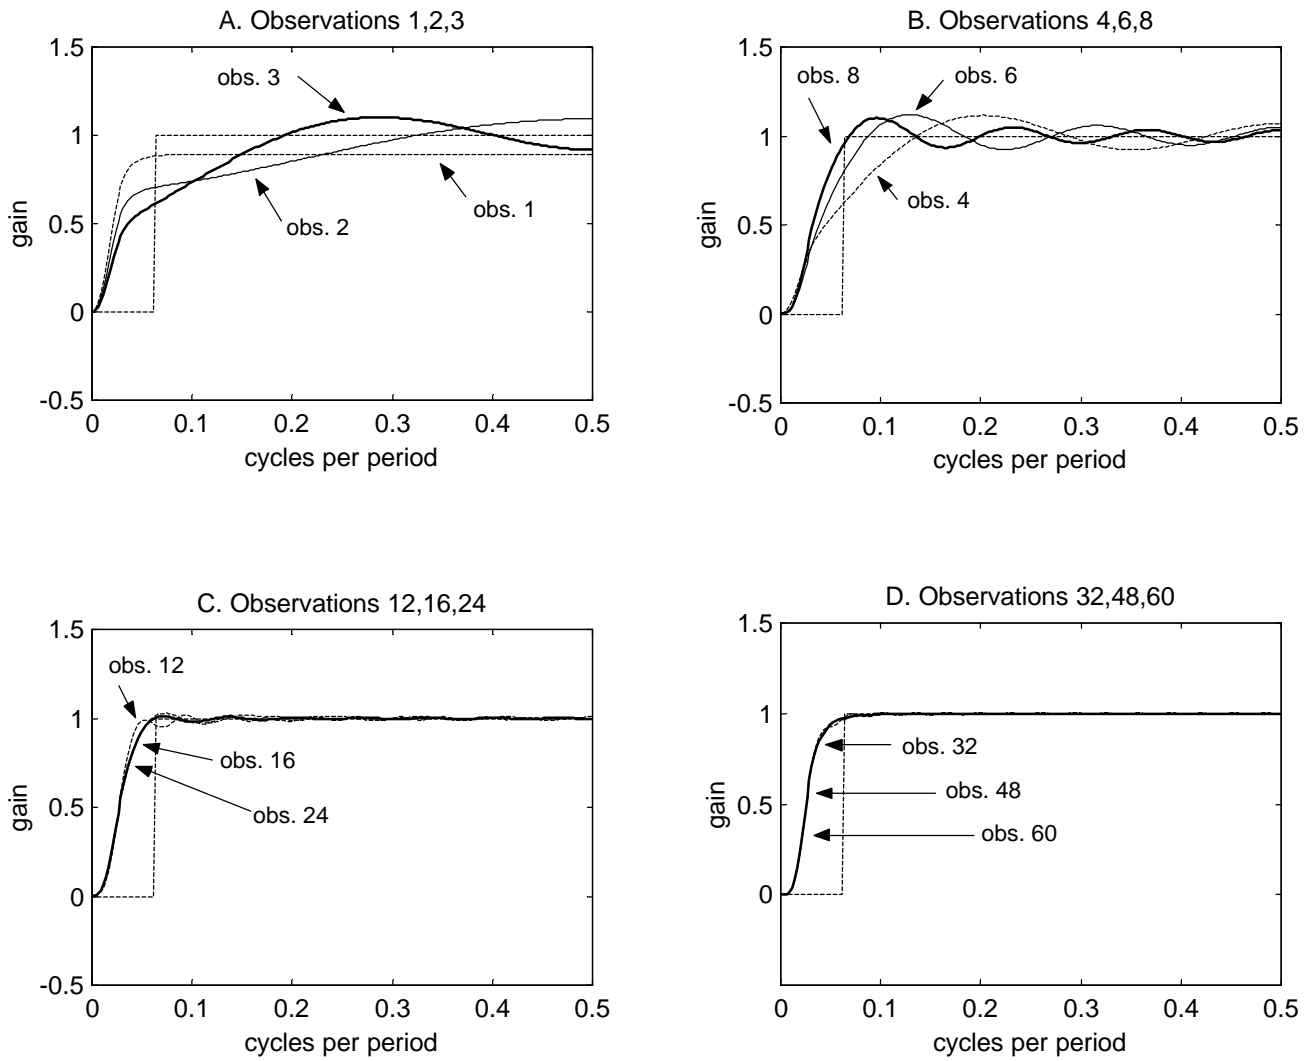 A. Observations 1,2,3
1.5
1
0.5
0
-0.5
gain
obs. 3
obs. 1
obs. 2
0 0.1 0.2 0.3 0.4 0.5
cycles per period
B. Observations 4,6,8
1.5
1
0.5
0
-0.5
gain
obs. 8
obs. 6
obs. 4
0 0.1 0.2 0.3 0.4 0.5
cycles per period
C. Observations 12,16,24
1.5
1
0.5
0
-0.5
gain
obs. 12
obs. 16
obs. 24
0 0.1 0.2 0.3 0.4 0.5
cycles per period
D. Observations 32,48,60
1.5
1
0.5
0
-0.5
gain
obs. 32
obs. 48
obs. 60
0 0.1 0.2 0.3 0.4 0.5
cycles per period